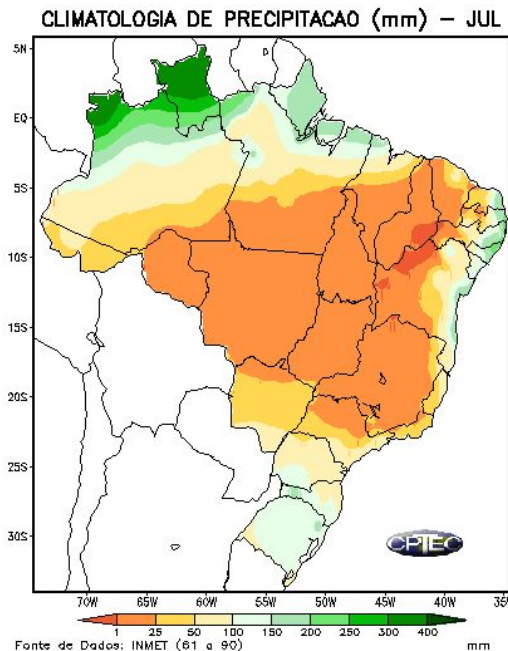 CLIMATOLOGIA DE PRECIPITACAO (mm) – JUL
5N
EQ
5S
10S
15S
20S
25S
30S
CPTEC
70W 65W 60W 55W 50W 45W 40W 35W
1 25 50 100 150 200 250 300 400
Fonte de Dados: INMET (61 a 90) mm